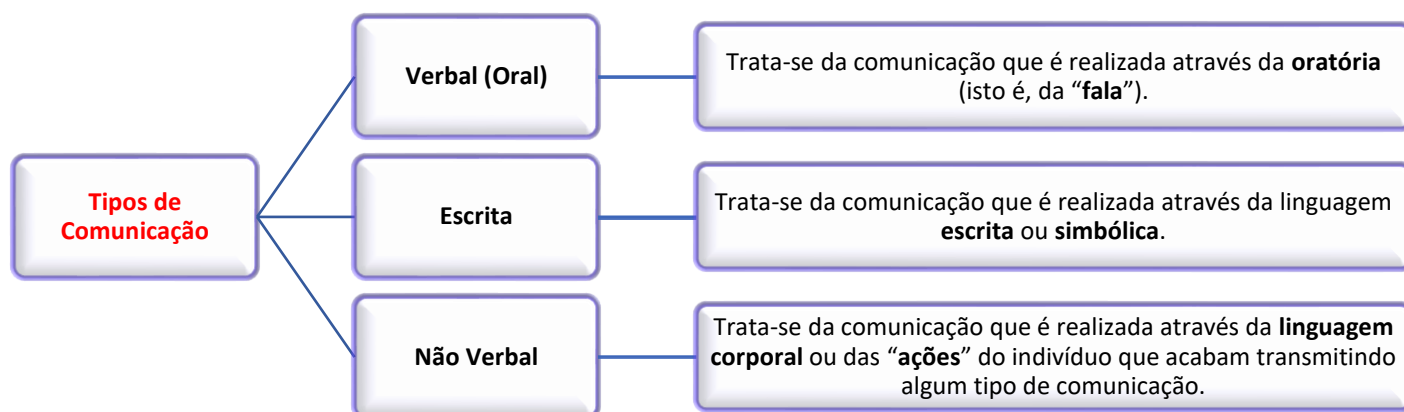 Tipos de
Comunicação
Verbal (Oral)
Trata-se da comunicação que é realizada através da oratória
(isto é, da “fala”).
Escrita
Trata-se da comunicação que é realizada através da linguagem
escrita ou simbólica.
Não Verbal
Trata-se da comunicação que é realizada através da linguagem
corporal ou das “ações” do indivíduo que acabam transmitindo
algum tipo de comunicação.